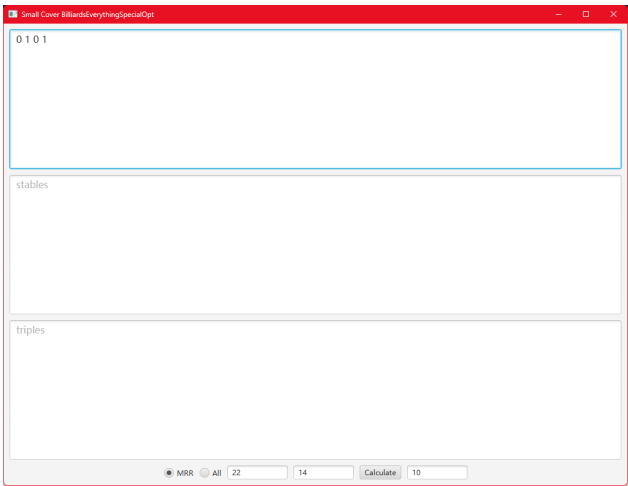 Small Cover BilliardsEverythingSpecialOpt
0 1 0 1
stables
triples
MRR All 22 14 Calculate 10